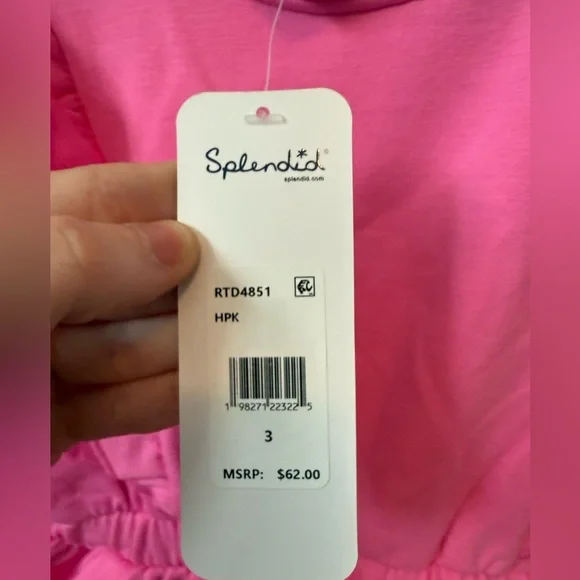 Splendid®
splendid.com
RTD4851
HPK
1 98271 22322 5
3
MSRP: $62.00